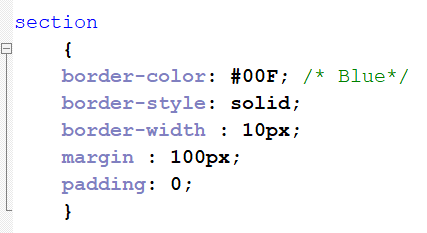 section
{
border-color: #00F; /* Blue*/
border-style: solid;
border-width : 10px;
margin : 100px;
padding: 0;
}